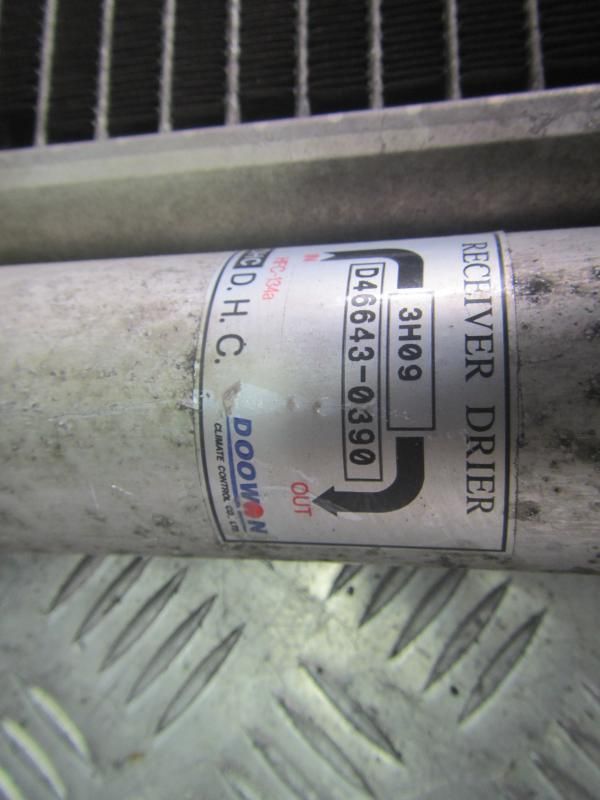 RECEIVER DRIER
3H09
D46643-0390
IN
OUT
HFC-134a
D. H. C.
DOOWON
CLIMATE CONTROL CO., LTD